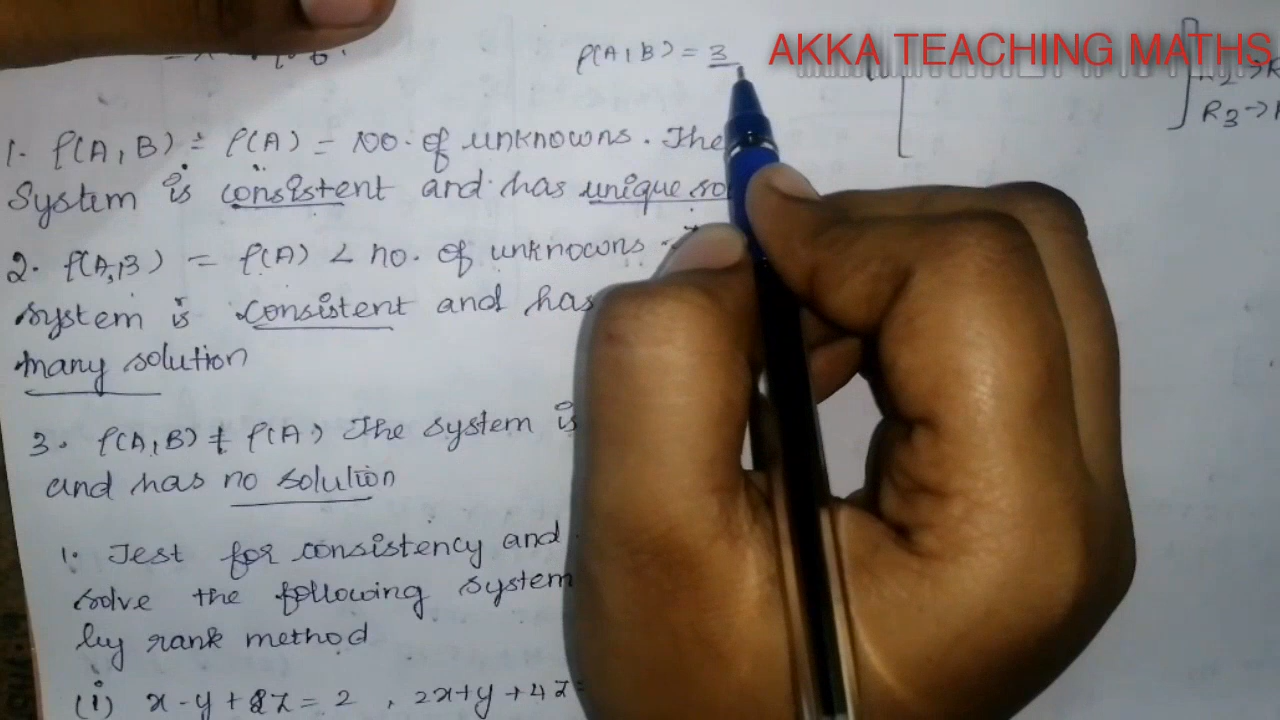 ρ(A,B) = 3
AKKA TEACHING MATHS
R3 →
1. ρ(A,B) = ρ(A) = no. of unknowns. The
System is consistent and has unique so
2. ρ(A,B) = ρ(A) < no. of unknowns
system is consistent and has
many solution
3. ρ(A,B) ≠ ρ(A) The system is
and has no solution
1. Test for consistency and
solve the following system
by rank method
(i) x - y + 2z = 2 , 2x + y + 4z =